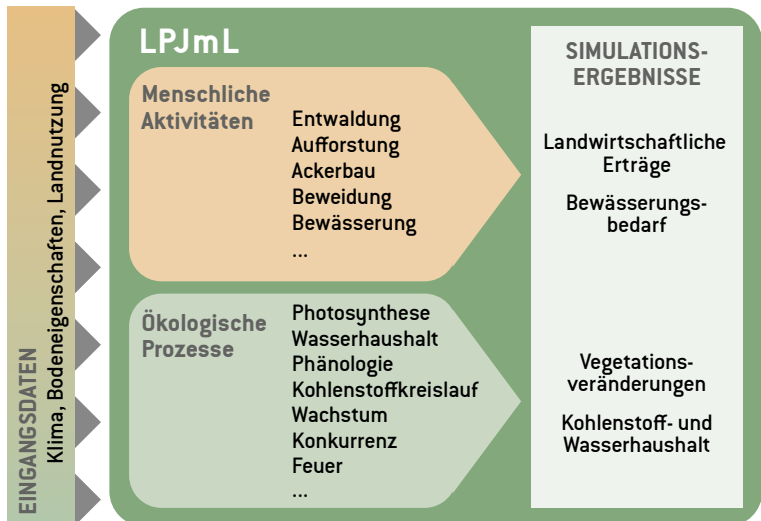 EINGANGSDATEN
Klima, Bodeneigenschaften, Landnutzung
LPJmL
Menschliche
Aktivitäten
Entwaldung
Aufforstung
Ackerbau
Beweidung
Bewässerung
...
Ökologische
Prozesse
Photosynthese
Wasserhaushalt
Phänologie
Kohlenstoffkreislauf
Wachstum
Konkurrenz
Feuer
...
SIMULATIONS-
ERGEBNISSE
Landwirtschaftliche
Erträge
Bewässerungs-
bedarf
Vegetations-
veränderungen
Kohlenstoff- und
Wasserhaushalt